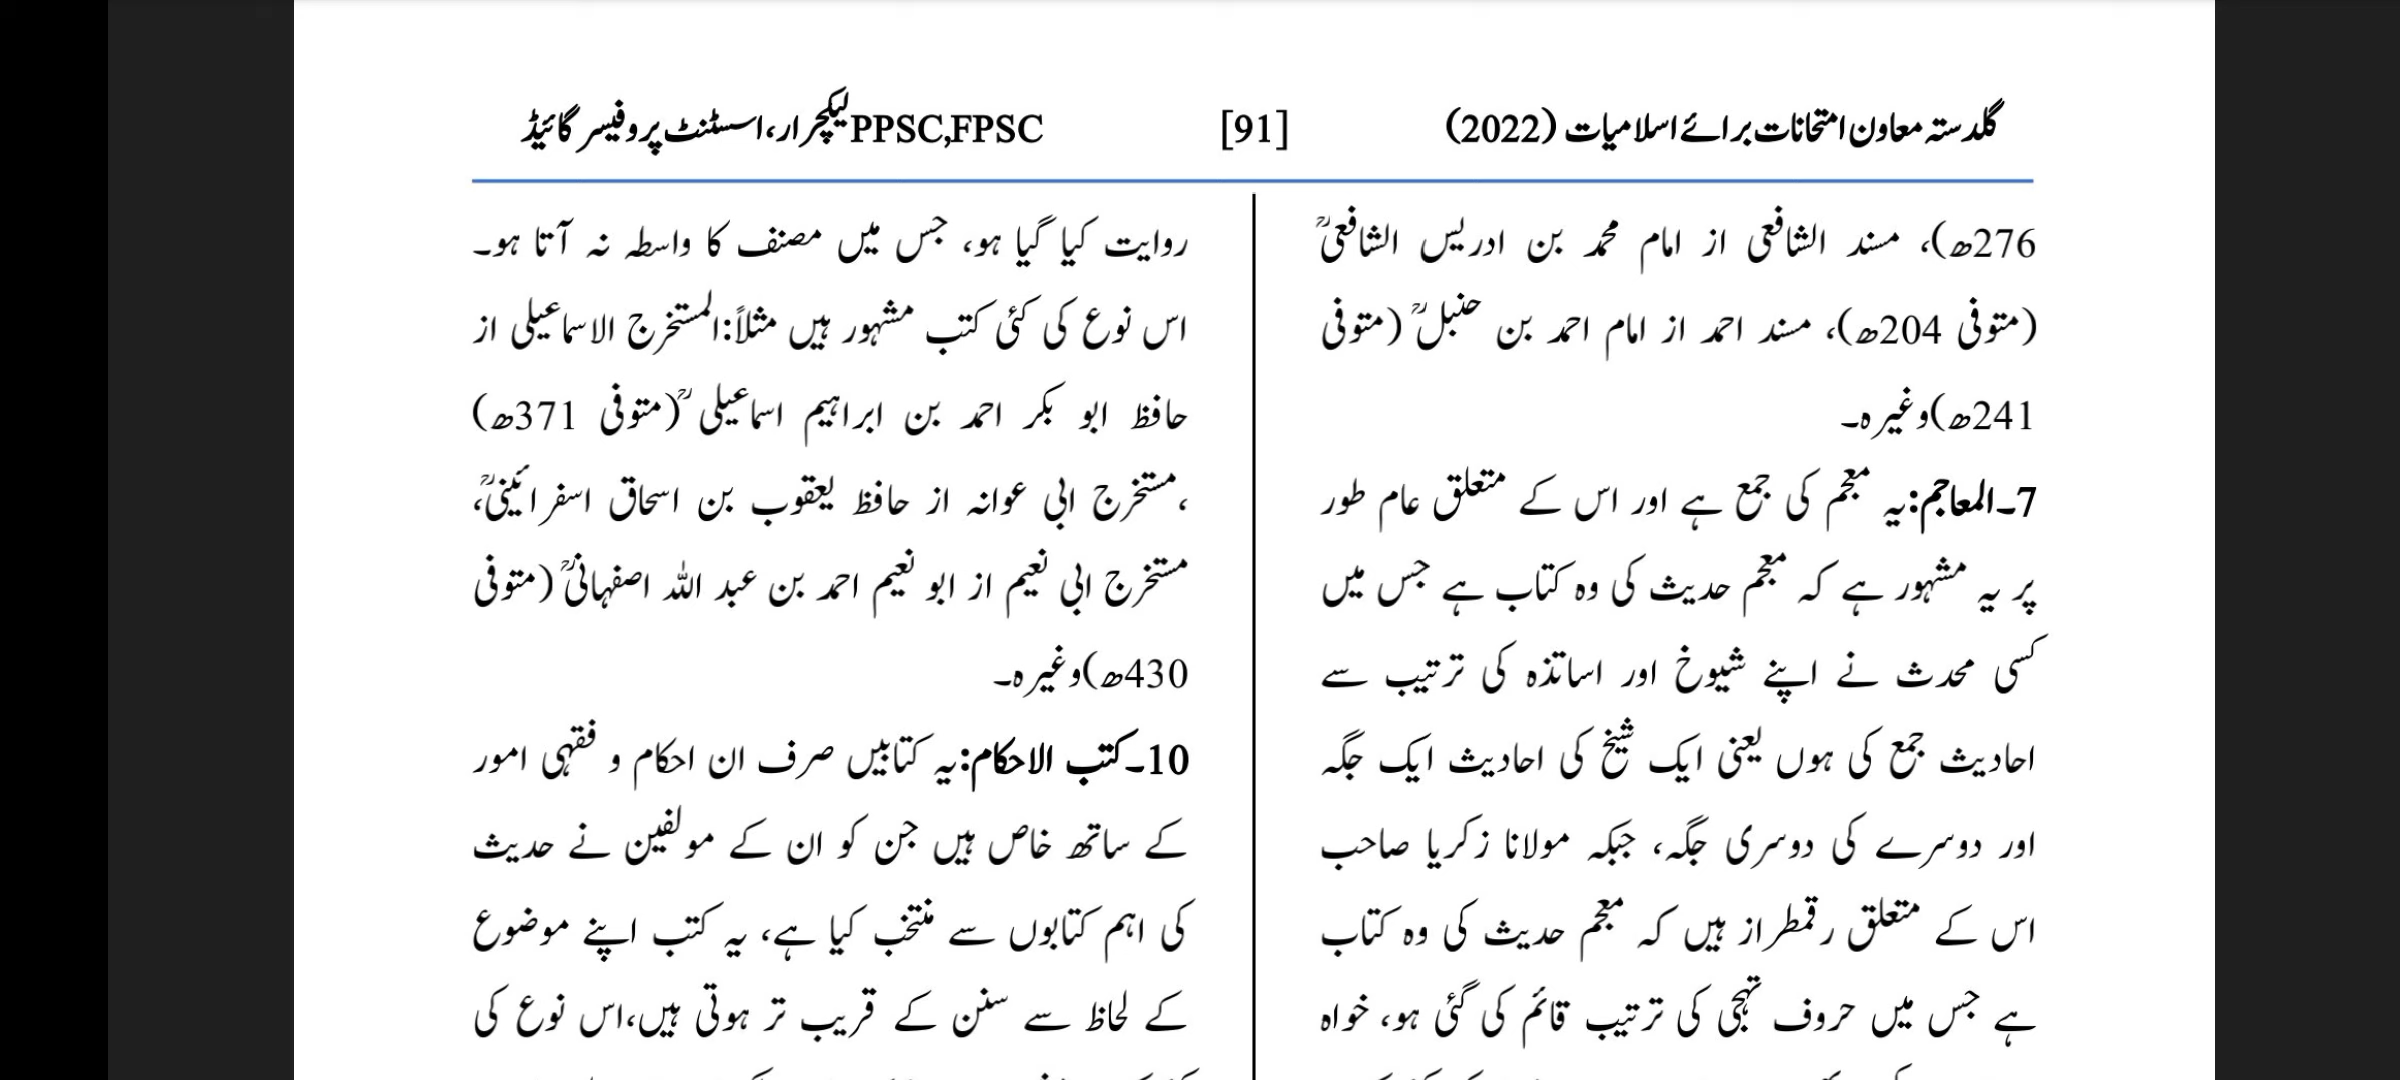 گلدستہ معاون امتحانات برائے اسلامیات (2022) [91] PPSC,FPSC لیکچرار، اسسٹنٹ پروفیسر گائیڈ
276ھ)، مسند الشافعی از امام محمد بن ادریس الشافعیؒ
(متوفی 204ھ)، مسند احمد از امام احمد بن حنبلؒ (متوفی
241ھ)وغیرہ۔
7۔المعاجم:یہ معجم کی جمع ہے اور اس کے متعلق عام طور
پر یہ مشہور ہے کہ معجم حدیث کی وہ کتاب ہے جس میں
کسی محدث نے اپنے شیوخ اور اساتذہ کی ترتیب سے
احادیث جمع کی ہوں یعنی ایک شیخ کی احادیث ایک جگہ
اور دوسرے کی دوسری جگہ، جبکہ مولانا زکریا صاحب
اس کے متعلق رقمطراز ہیں کہ معجم حدیث کی وہ کتاب
ہے جس میں حروف تہجی کی ترتیب قائم کی گئی ہو، خواہ
روایت کیا گیا ہو، جس میں مصنف کا واسطہ نہ آتا ہو۔
اس نوع کی کئی کتب مشہور ہیں مثلاً:المستخرج الاسماعیلی از
حافظ ابو بکر احمد بن ابراہیم اسماعیلیؒ (متوفی 371ھ)
،مستخرج ابی عوانہ از حافظ یعقوب بن اسحاق اسفرائینیؒ،
مستخرج ابی نعیم از ابو نعیم احمد بن عبد اللہ اصفہانیؒ (متوفی
430ھ)وغیرہ۔
10۔کتب الاحکام:یہ کتابیں صرف ان احکام و فقہی امور
کے ساتھ خاص ہیں جن کو ان کے مولفین نے حدیث
کی اہم کتابوں سے منتخب کیا ہے، یہ کتب اپنے موضوع
کے لحاظ سے سنن کے قریب تر ہوتی ہیں،اس نوع کی